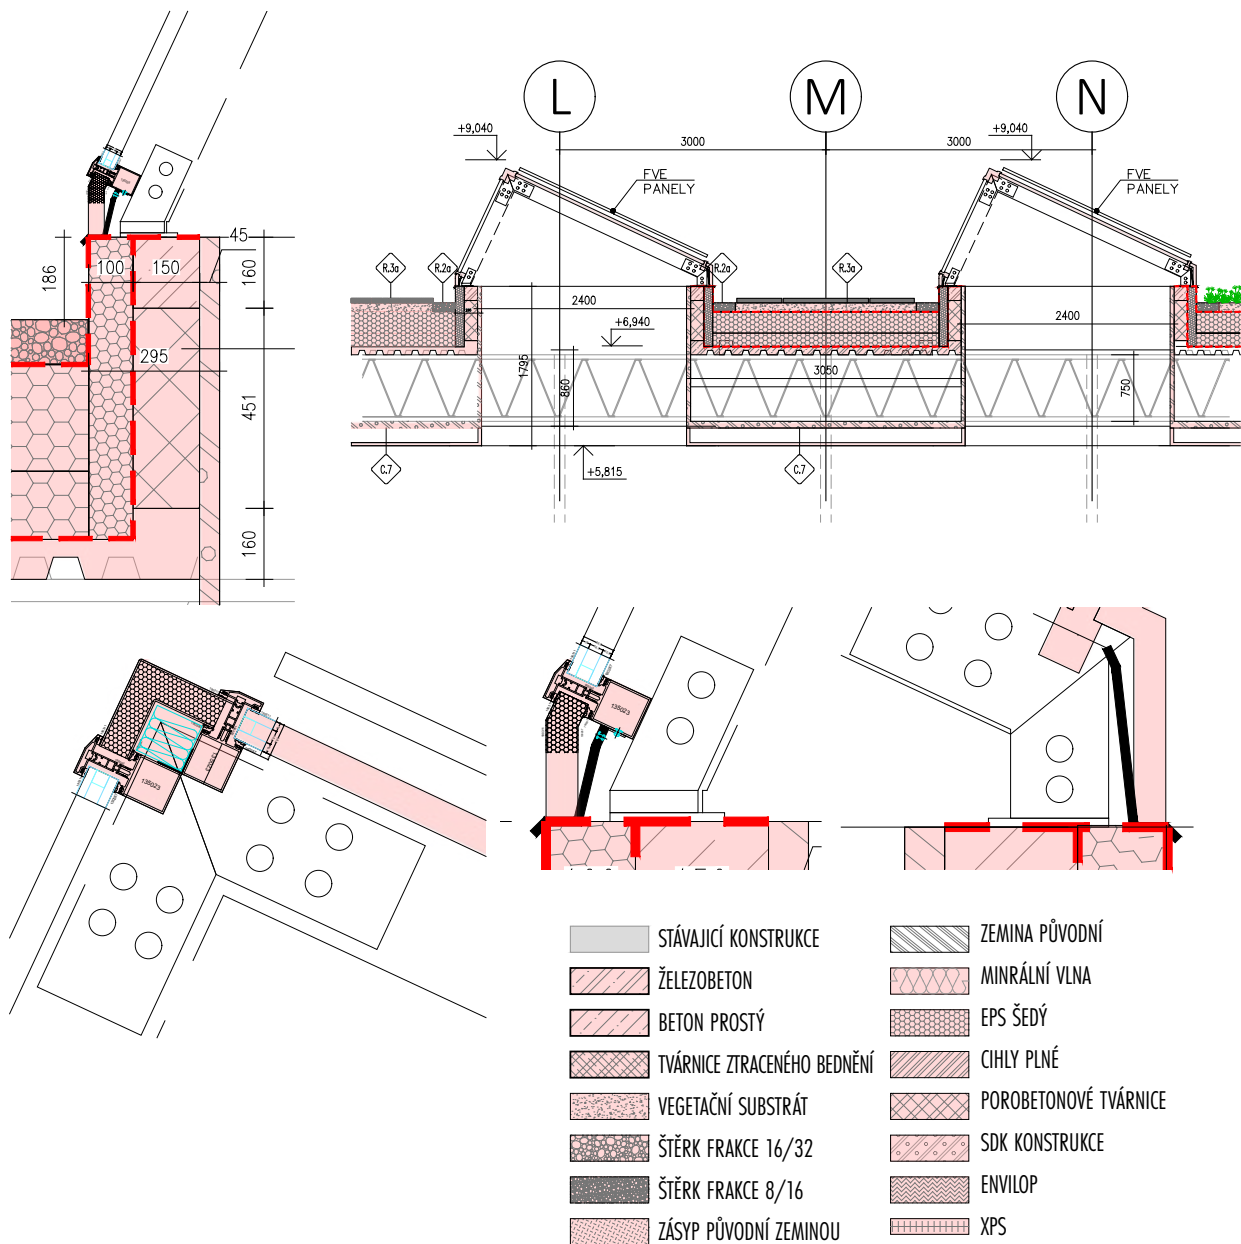 L
M
N
+9,040
3000
3000
+9,040
FVE
PANELY
FVE
PANELY
R.3a
R.2a
R.2a
R.3a
2400
+6,940
2400
1795
860
3050
750
C.7
C.7
+5,815
45
186
100
150
160
295
451
160
135023
135023
135023
STÁVAJICÍ KONSTRUKCE
ŽELEZOBETON
BETON PROSTÝ
TVÁRNICE ZTRACENÉHO BEDNĚNÍ
VEGETAČNÍ SUBSTRÁT
ŠTĚRK FRAKCE 16/32
ŠTĚRK FRAKCE 8/16
ZÁSYP PŮVODNÍ ZEMINOU
ZEMINA PŮVODNÍ
MINRÁLNÍ VLNA
EPS ŠEDÝ
CIHLY PLNÉ
POROBETONOVÉ TVÁRNICE
SDK KONSTRUKCE
ENVILOP
XPS